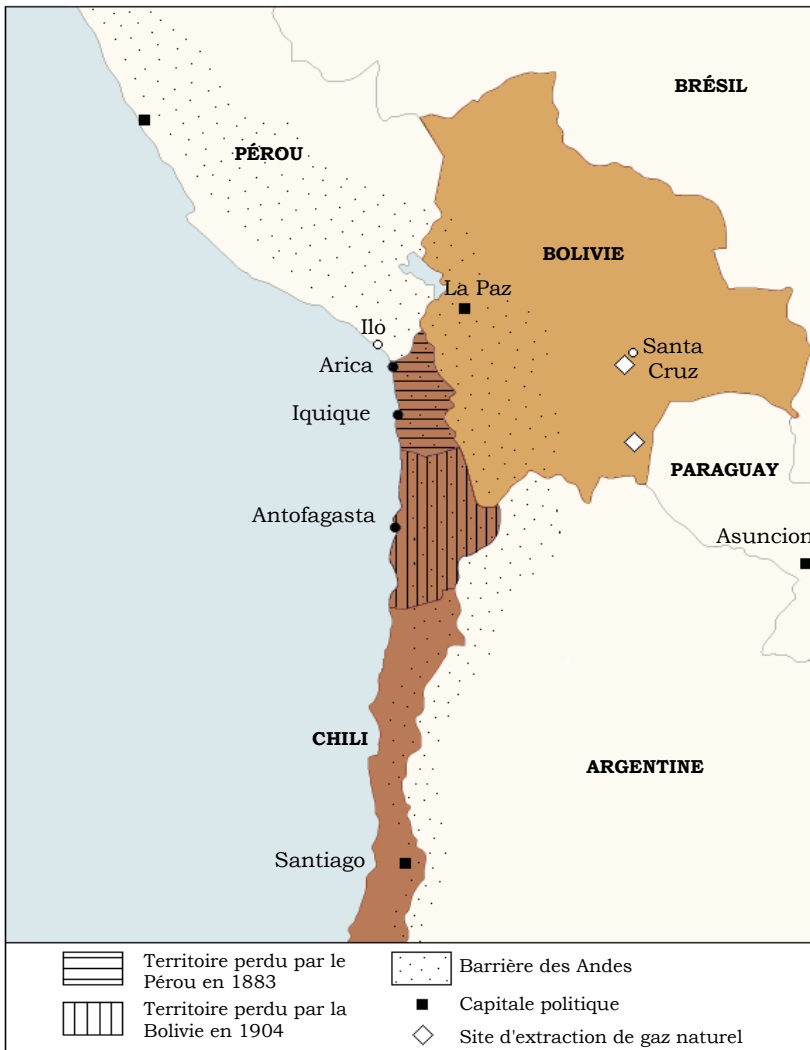 BRÉSIL
PÉROU
BOLIVIE
La Paz
Ilo
Santa
Cruz
Arica
Iquique
PARAGUAY
Antofagasta
Asuncion
CHILI
ARGENTINE
Santiago
Territoire perdu par le
Pérou en 1883
Barrière des Andes
Territoire perdu par la
Bolivie en 1904
Capitale politique
Site d'extraction de gaz naturel